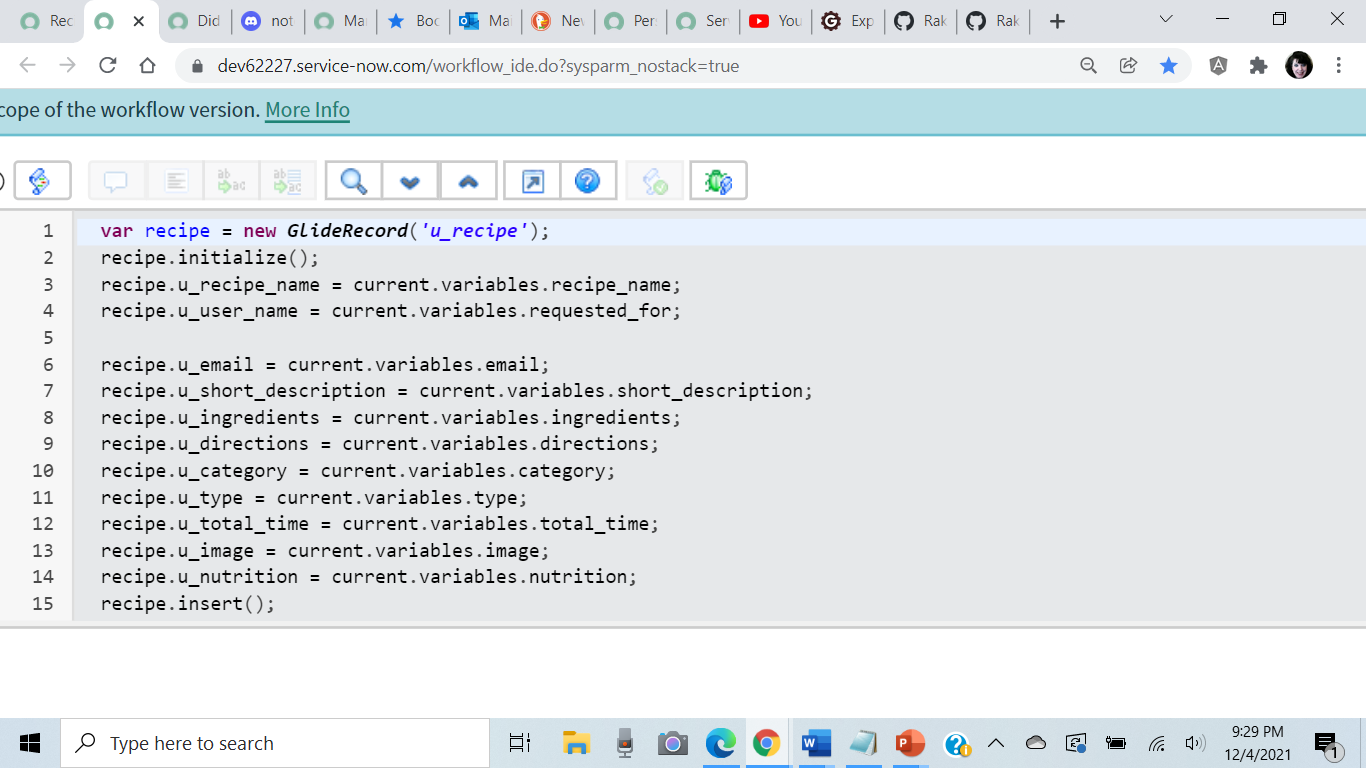 Rec
Did
not
Ma
Boo
Mai
Nev
Per
Ser
You
Exp
Rak
Rak
dev62227.service-now.com/workflow_ide.do?sysparm_nostack=true
cope of the workflow version. More Info
1 var recipe = new GlideRecord('u_recipe');
2 recipe.initialize();
3 recipe.u_recipe_name = current.variables.recipe_name;
4 recipe.u_user_name = current.variables.requested_for;
5
6 recipe.u_email = current.variables.email;
7 recipe.u_short_description = current.variables.short_description;
8 recipe.u_ingredients = current.variables.ingredients;
9 recipe.u_directions = current.variables.directions;
10 recipe.u_category = current.variables.category;
11 recipe.u_type = current.variables.type;
12 recipe.u_total_time = current.variables.total_time;
13 recipe.u_image = current.variables.image;
14 recipe.u_nutrition = current.variables.nutrition;
15 recipe.insert();
Type here to search
9:29 PM
12/4/2021
1